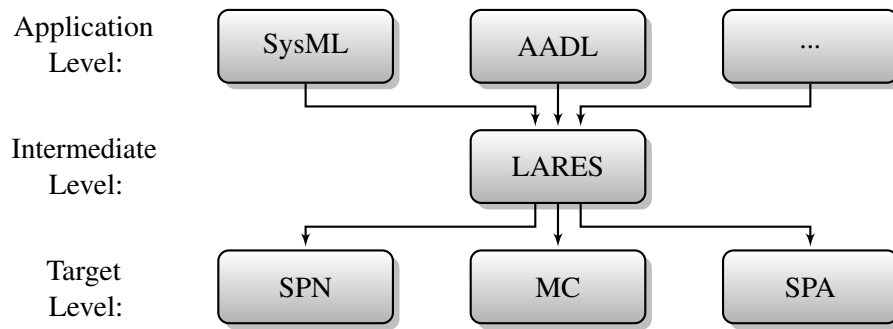 Application
Level:
SysML AADL ...
Intermediate
Level:
LARES
Target
Level:
SPN MC SPA